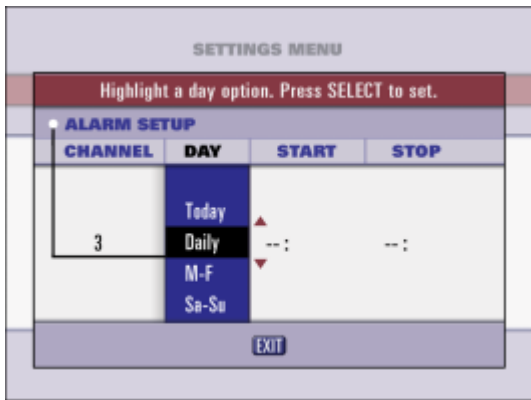 SETTINGS MENU
Highlight a day option. Press SELECT to set.
ALARM SETUP
CHANNEL DAY START STOP
Today
3 Daily --: --:
M-F
Sa-Su
EXIT